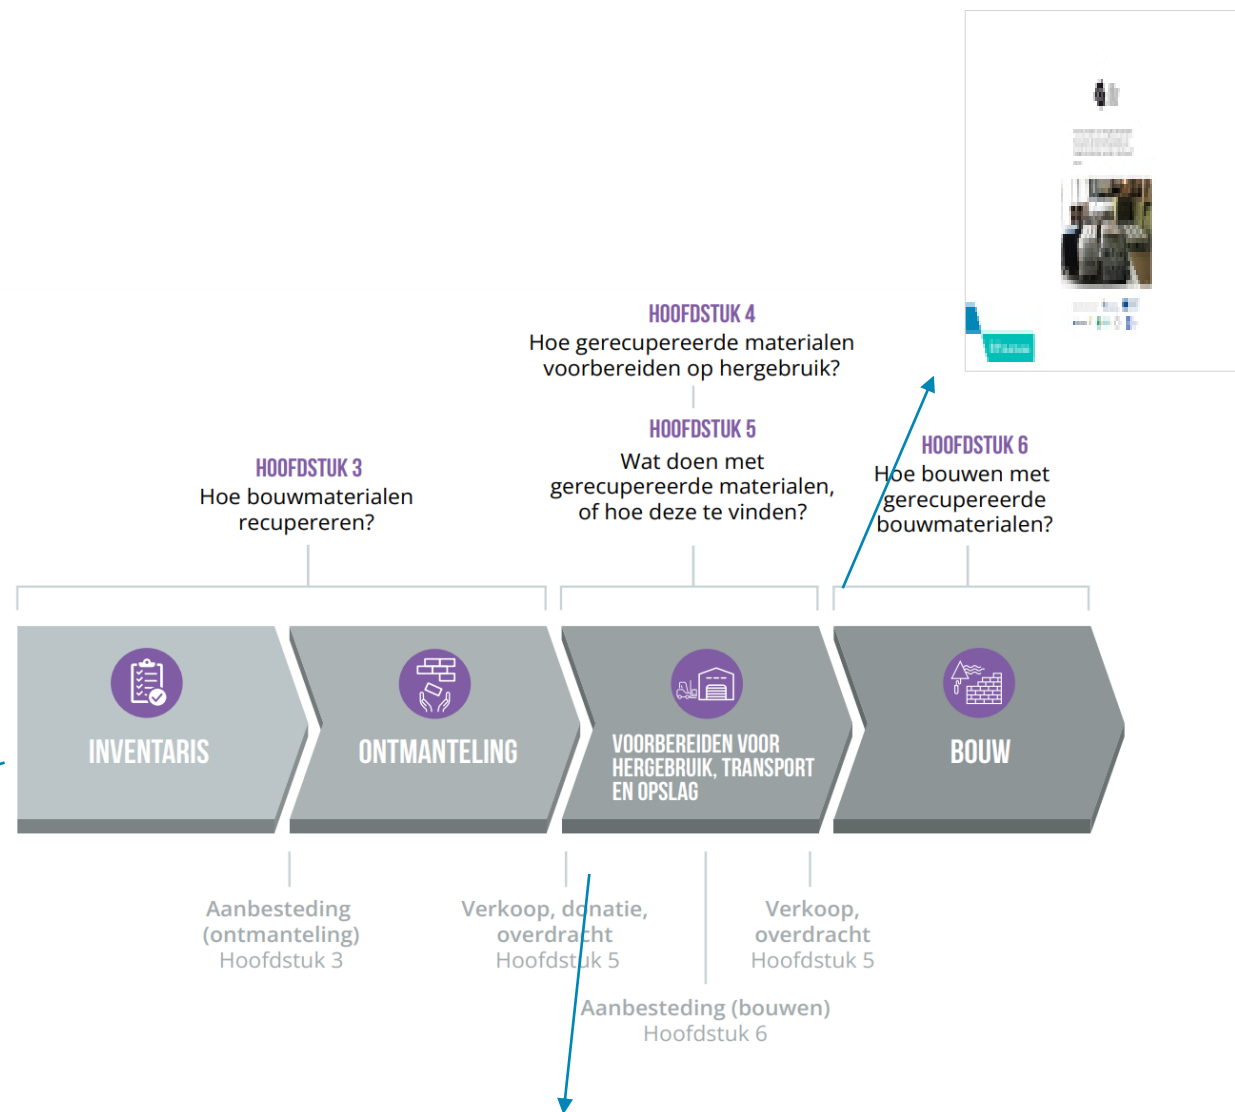 HOOFDSTUK 4
Hoe gerecupereerde materialen
voorbereiden op hergebruik?
HOOFDSTUK 5
Wat doen met
gerecupereerde materialen,
of hoe deze te vinden?
HOOFDSTUK 6
Hoe bouwen met
gerecupereerde
bouwmaterialen?
HOOFDSTUK 3
Hoe bouwmaterialen
recupereren?
INVENTARIS
ONTMANTELING
VOORBEREIDEN VOOR
HERGEBRUIK, TRANSPORT
EN OPSLAG
BOUW
Aanbesteding
(ontmanteling)
Hoofdstuk 3
Verkoop, donatie,
overdracht
Hoofdstuk 5
Verkoop,
overdracht
Hoofdstuk 5
Aanbesteding (bouwen)
Hoofdstuk 6